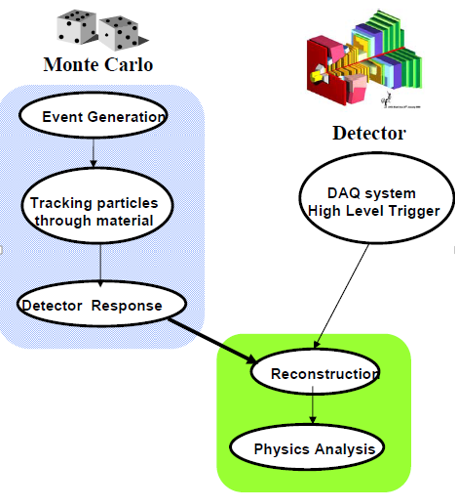 Monte Carlo
Event Generation
Tracking particles
through material
Detector Response
Detector
DAQ system
High Level Trigger
Reconstruction
Physics Analysis